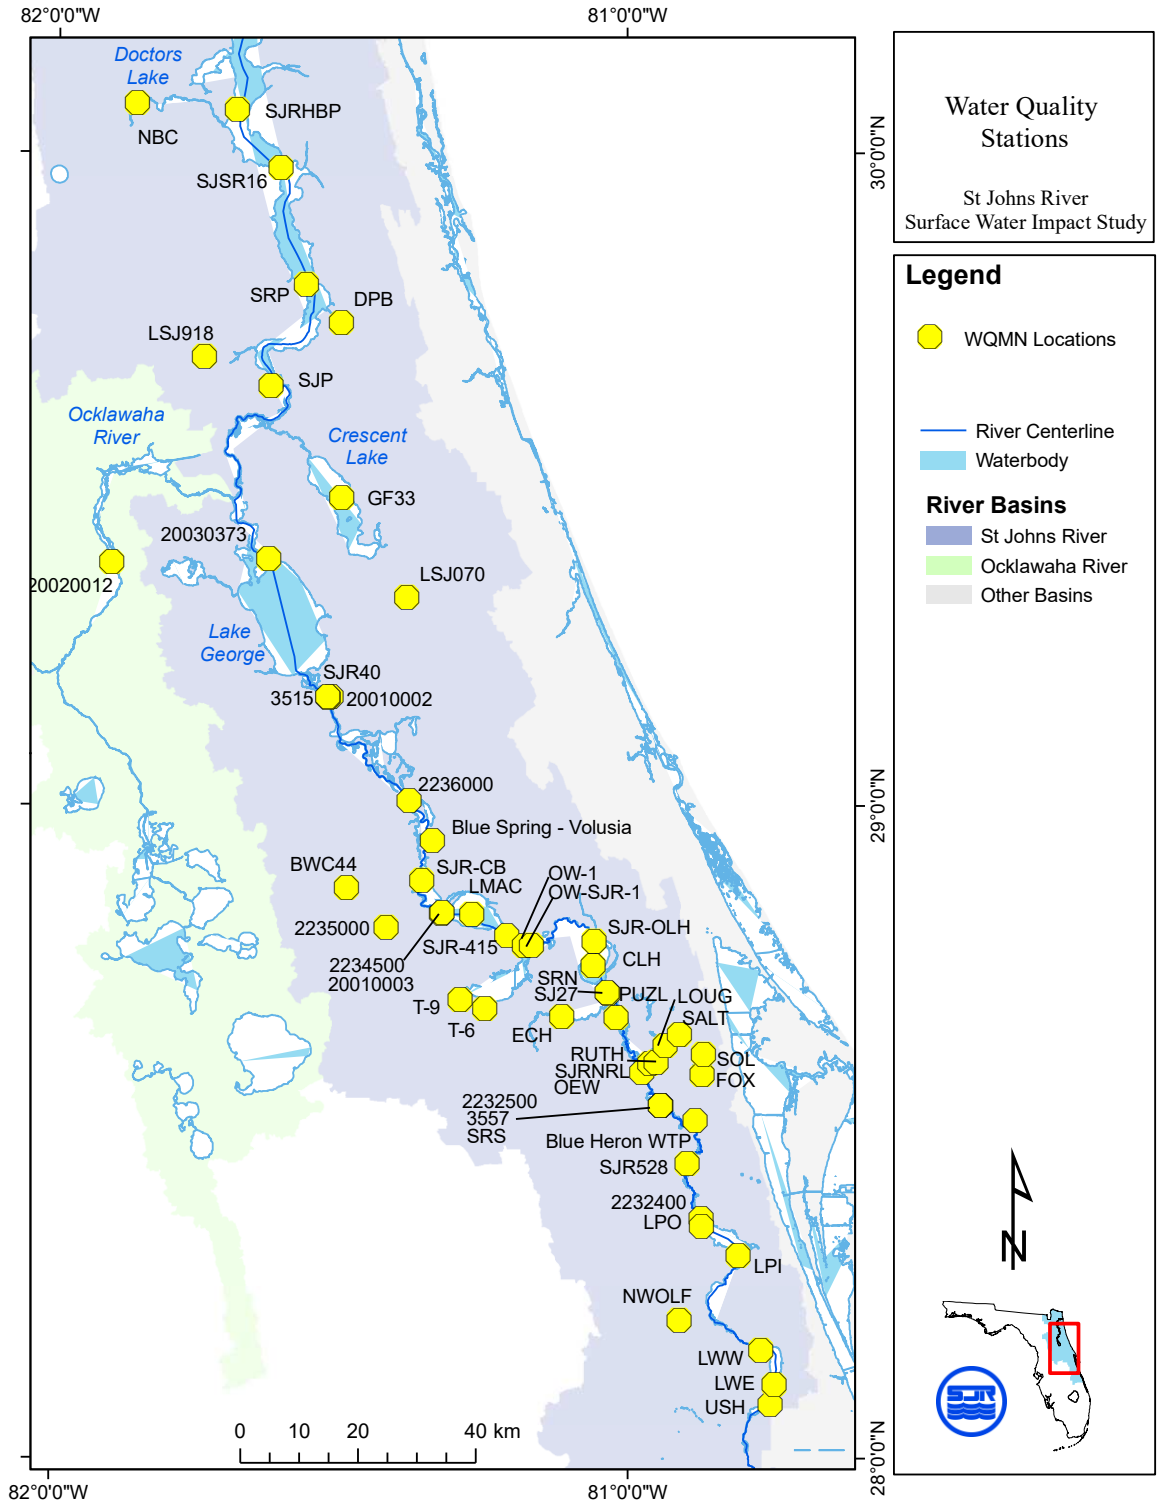 82°0'0"W
81°0'0"W
Doctors
Lake
NBC
SJRHBP
SJSR16
30°0'0"N
SRP
DPB
LSJ918
SJP
Ocklawaha
River
Crescent
Lake
GF33
20030373
20020012
LSJ070
Lake
George
SJR40
3515
20010002
2236000
29°0'0"N
Blue Spring - Volusia
BWC44
SJR-CB
LMAC
OW-1
OW-SJR-1
2235000
SJR-415
SJR-OLH
CLH
2234500
20010003
SRN
SJ27
PUZL
LOUG
T-9
T-6
ECH
SALT
RUTH
SJRNRL
OEW
SOL
FOX
2232500
3557
SRS
Blue Heron WTP
SJR528
2232400
LPO
LPI
NWOLF
LWW
LWE
USH
0 10 20 40 km
28°0'0"N
82°0'0"W
81°0'0"W
Water Quality
Stations
St Johns River
Surface Water Impact Study
Legend
WQMN Locations
River Centerline
Waterbody
River Basins
St Johns River
Ocklawaha River
Other Basins
N
SJR